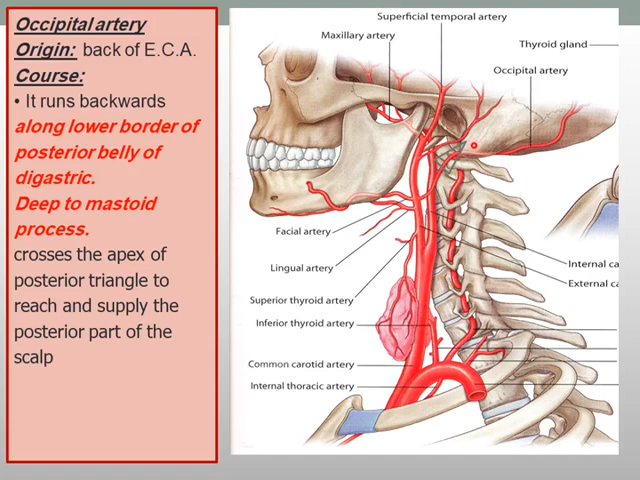 Occipital artery
Origin: back of E.C.A.
Course:
• It runs backwards
along lower border of
posterior belly of
digastric.
Deep to mastoid
process.
crosses the apex of
posterior triangle to
reach and supply the
posterior part of the
scalp
Superficial temporal artery
Maxillary artery
Thyroid gland
Occipital artery
Facial artery
Lingual artery
Internal ca
External c
Superior thyroid artery
Inferior thyroid artery
Common carotid artery
Internal thoracic artery